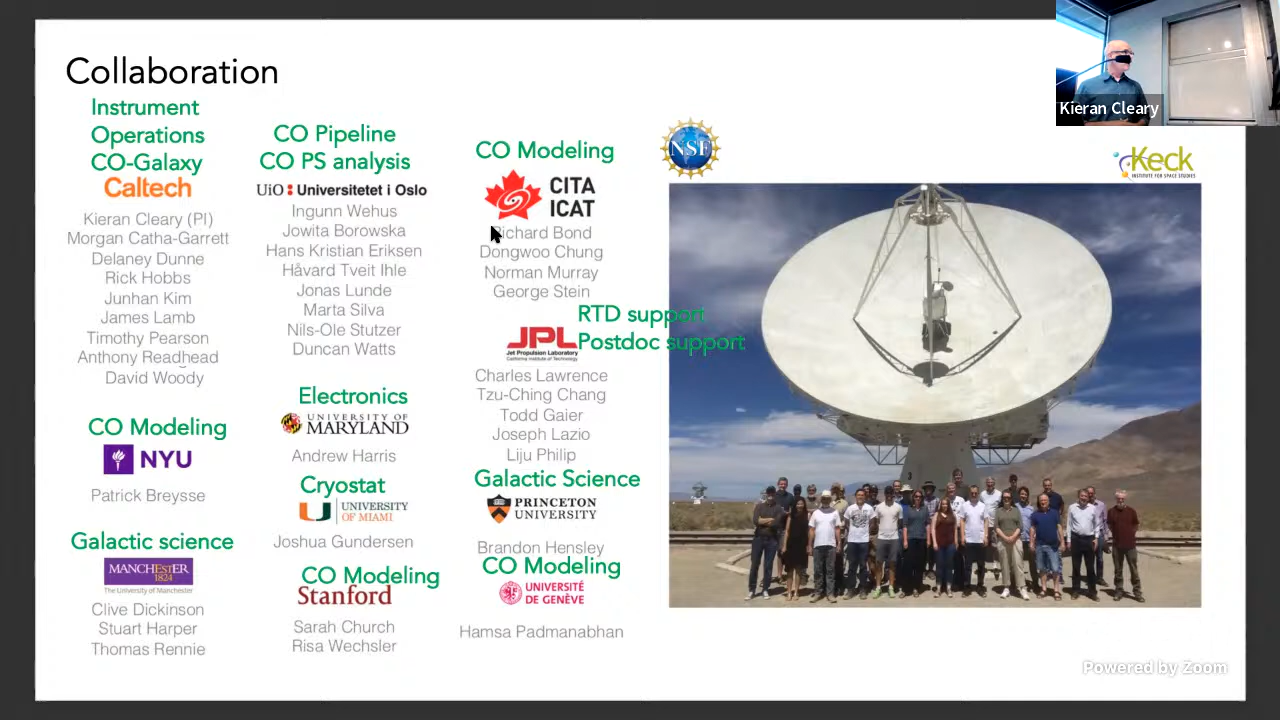 Collaboration
Instrument
Operations
CO-Galaxy
Caltech
Kieran Cleary (PI)
Morgan Catha-Garrett
Delaney Dunne
Rick Hobbs
Junhan Kim
James Lamb
Timothy Pearson
Anthony Readhead
David Woody
CO Modeling
NYU
Patrick Breysse
Galactic science
MANCHESTER
1824
The University of Manchester
Clive Dickinson
Stuart Harper
Thomas Rennie
CO Pipeline
CO PS analysis
UiO Universitetet i Oslo
Ingunn Wehus
Jowita Borowska
Hans Kristian Eriksen
Håvard Tveit Ihle
Jonas Lunde
Marta Silva
Nils-Ole Stutzer
Duncan Watts
Electronics
UNIVERSITY OF
MARYLAND
Andrew Harris
Cryostat
UNIVERSITY
OF MIAMI
Joshua Gundersen
CO Modeling
Stanford
Sarah Church
Risa Wechsler
CO Modeling
CITA
ICAT
Richard Bond
Dongwoo Chung
Norman Murray
George Stein
RTD support
Postdoc support
JPL
Jet Propulsion Laboratory
California Institute of Technology
Charles Lawrence
Tzu-Ching Chang
Todd Gaier
Joseph Lazio
Liju Philip
Galactic Science
PRINCETON
UNIVERSITY
Brandon Hensley
CO Modeling
UNIVERSITÉ
DE GENÈVE
Hamsa Padmanabhan
NSF
Keck
INSTITUTE FOR SPACE STUDIES
Kieran Cleary
Powered by Zoom